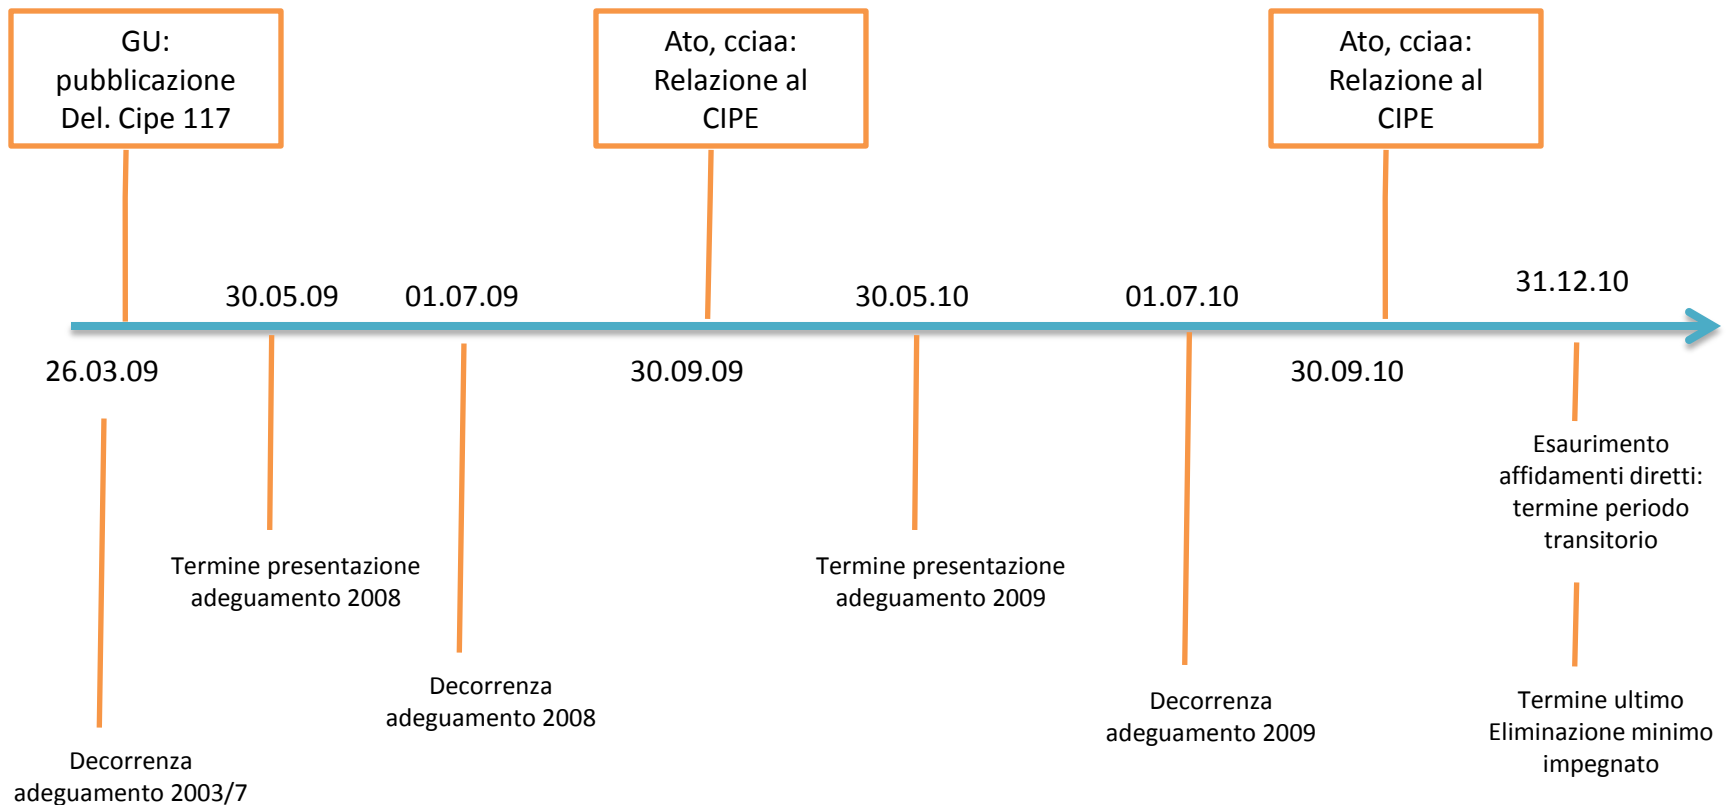 GU:
pubblicazione
Del. Cipe 117
Ato, cciaa:
Relazione al
CIPE
Ato, cciaa:
Relazione al
CIPE
30.05.09
01.07.09
30.05.10
01.07.10
31.12.10
26.03.09
30.09.09
30.09.10
Esaurimento
affidamenti diretti:
termine periodo
transitorio
Termine presentazione
adeguamento 2008
Termine presentazione
adeguamento 2009
Decorrenza
adeguamento 2008
Decorrenza
adeguamento 2009
Termine ultimo
Eliminazione minimo
impegnato
Decorrenza
adeguamento 2003/7